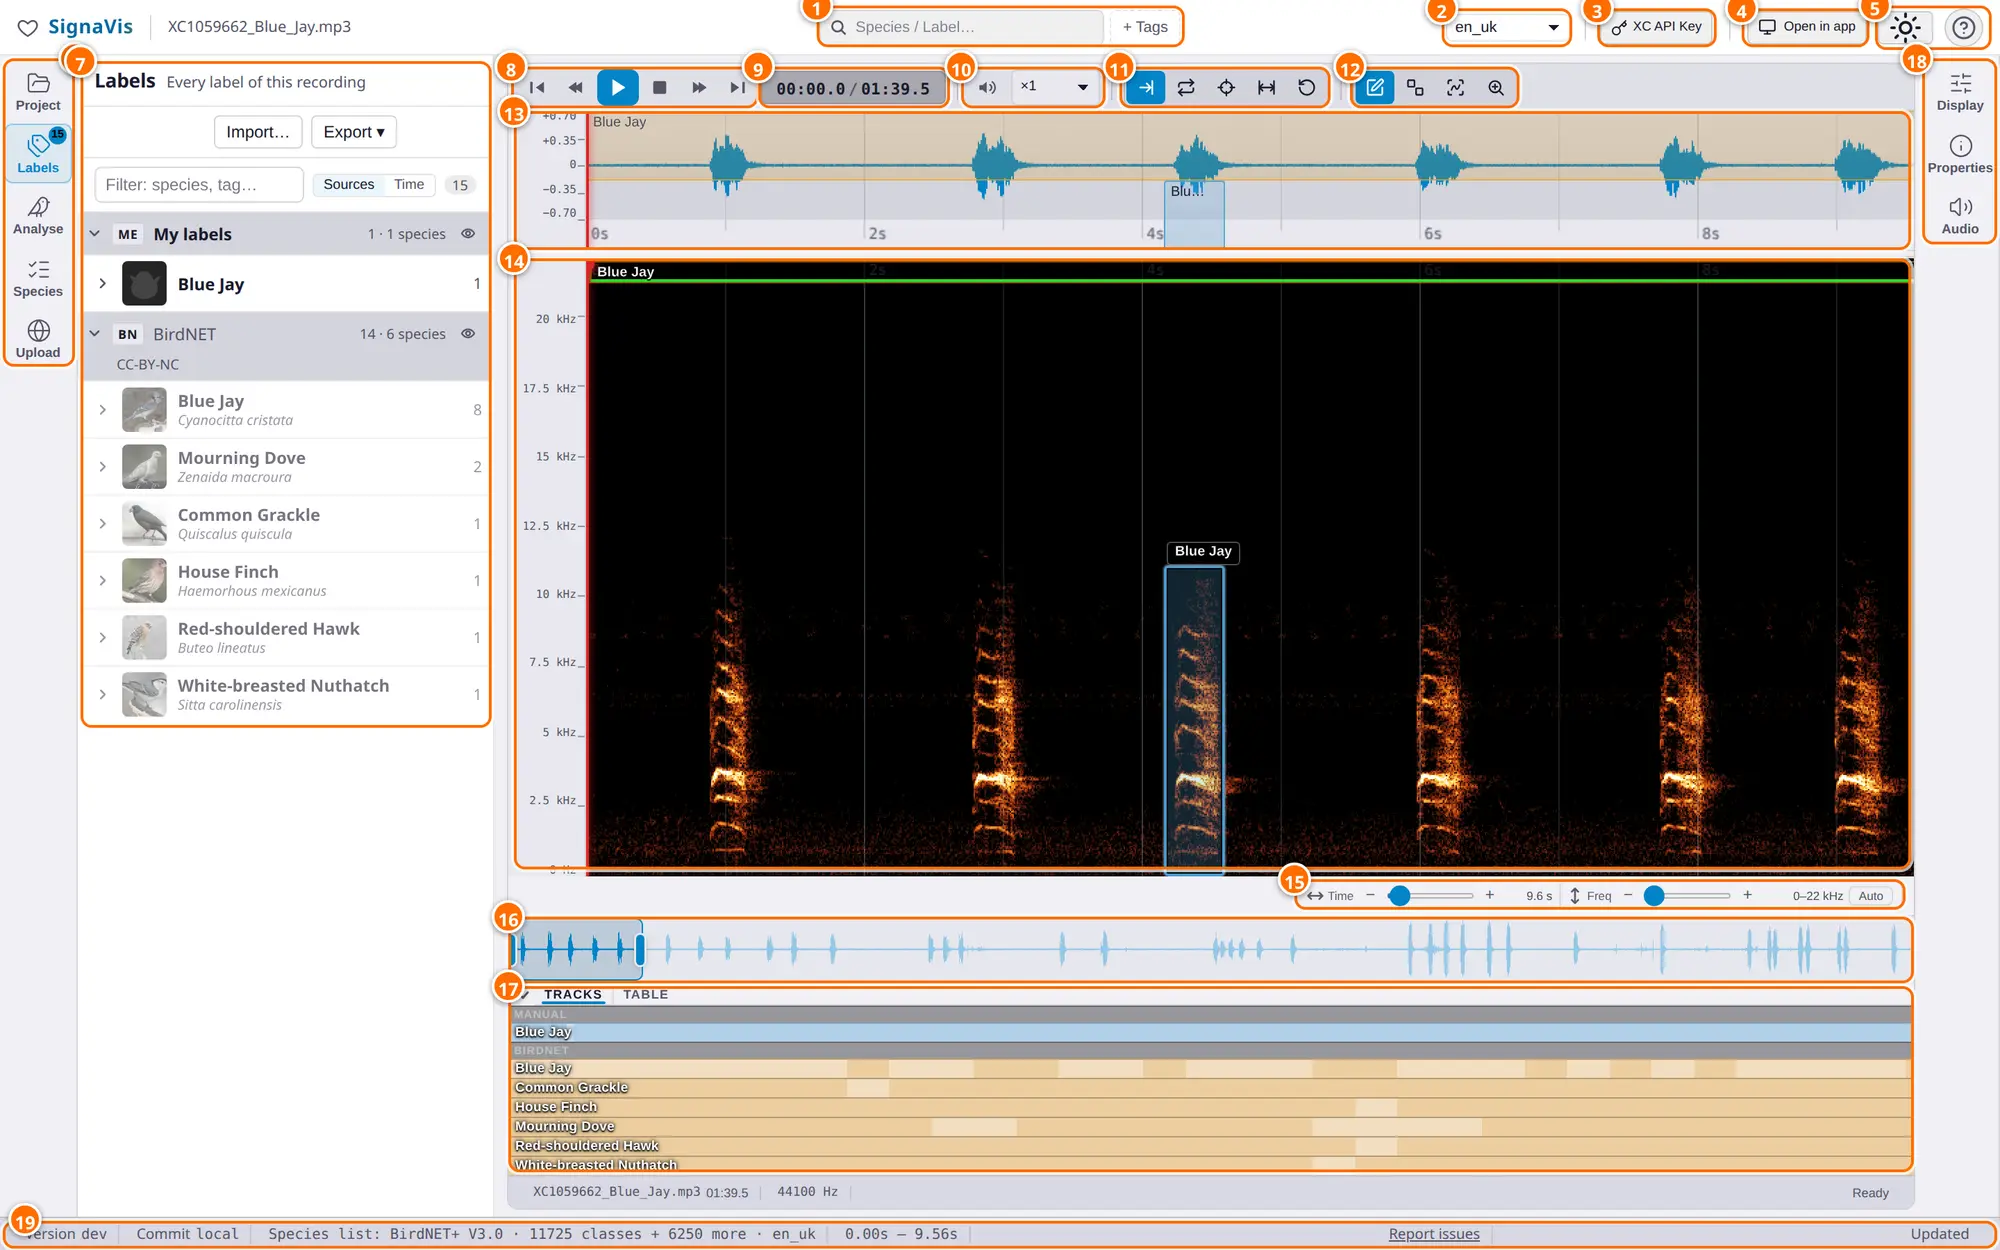 SignaVis
XC1059662_Blue_Jay.mp3
1
Species / Label...
+ Tags
2
en_uk
3
XC API Key
4
Open in app
5
7
Project
15
Labels
Analyse
Species
Upload
Labels Every label of this recording
Import...
Export ▾
Filter: species, tag...
Sources Time 15
ME My labels 1 · 1 species
Blue Jay 1
BN BirdNET 14 · 6 species
CC-BY-NC
Blue Jay 8
Cyanocitta cristata
Mourning Dove 2
Zenaida macroura
Common Grackle 1
Quiscalus quiscula
House Finch 1
Haemorhous mexicanus
Red-shouldered Hawk 1
Buteo lineatus
White-breasted Nuthatch 1
Sitta carolinensis
8
9
00:00.0 / 01:39.5
10
×1
11
12
18
Display
Properties
Audio
13
+0.70
+0.35
0
−0.35
−0.70
Blue Jay
Blu...
0s 2s 4s 6s 8s
14
Blue Jay
2s 4s 6s 8s
20 kHz
17.5 kHz
15 kHz
12.5 kHz
10 kHz
7.5 kHz
5 kHz
2.5 kHz
0 Hz
Blue Jay
15
Time − + 9.6 s Freq − + 0–22 kHz Auto
16
17
TRACKS TABLE
MANUAL
Blue Jay
BIRDNET
Blue Jay
Common Grackle
House Finch
Mourning Dove
Red-shouldered Hawk
White-breasted Nuthatch
XC1059662_Blue_Jay.mp3 01:39.5 44100 Hz Ready
19
Version dev Commit local Species list: BirdNET+ V3.0 · 11725 classes + 6250 more · en_uk 0.00s – 9.56s Report issues Updated